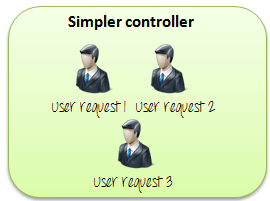 Simpler controller
User request 1 User request 2
User request 3